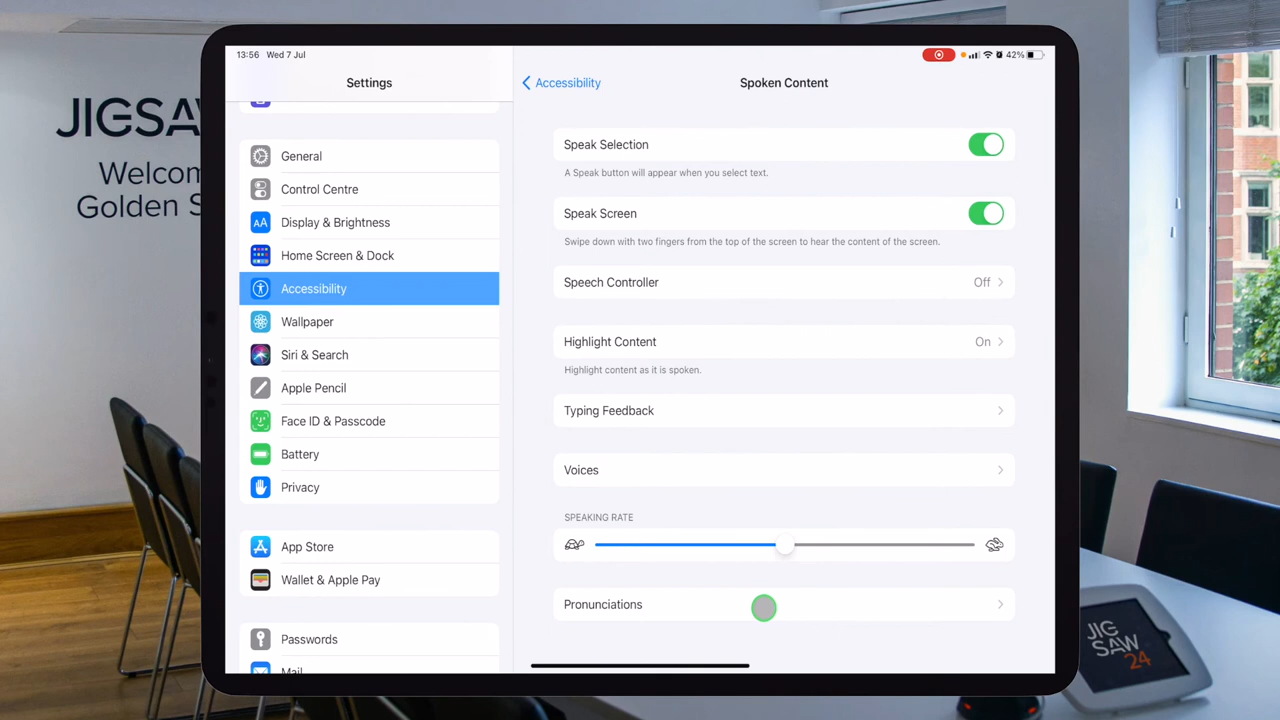 JIGSA
Welcom
Golden S
13:56 Wed 7 Jul
42%
Settings
General
Control Centre
AA Display & Brightness
Home Screen & Dock
Accessibility
Wallpaper
Siri & Search
Apple Pencil
Face ID & Passcode
Battery
Privacy
App Store
Wallet & Apple Pay
Passwords
Mail
Accessibility
Spoken Content
Speak Selection
A Speak button will appear when you select text.
Speak Screen
Swipe down with two fingers from the top of the screen to hear the content of the screen.
Speech Controller Off
Highlight Content On
Highlight content as it is spoken.
Typing Feedback
Voices
SPEAKING RATE
Pronunciations
JIG
SAW
24